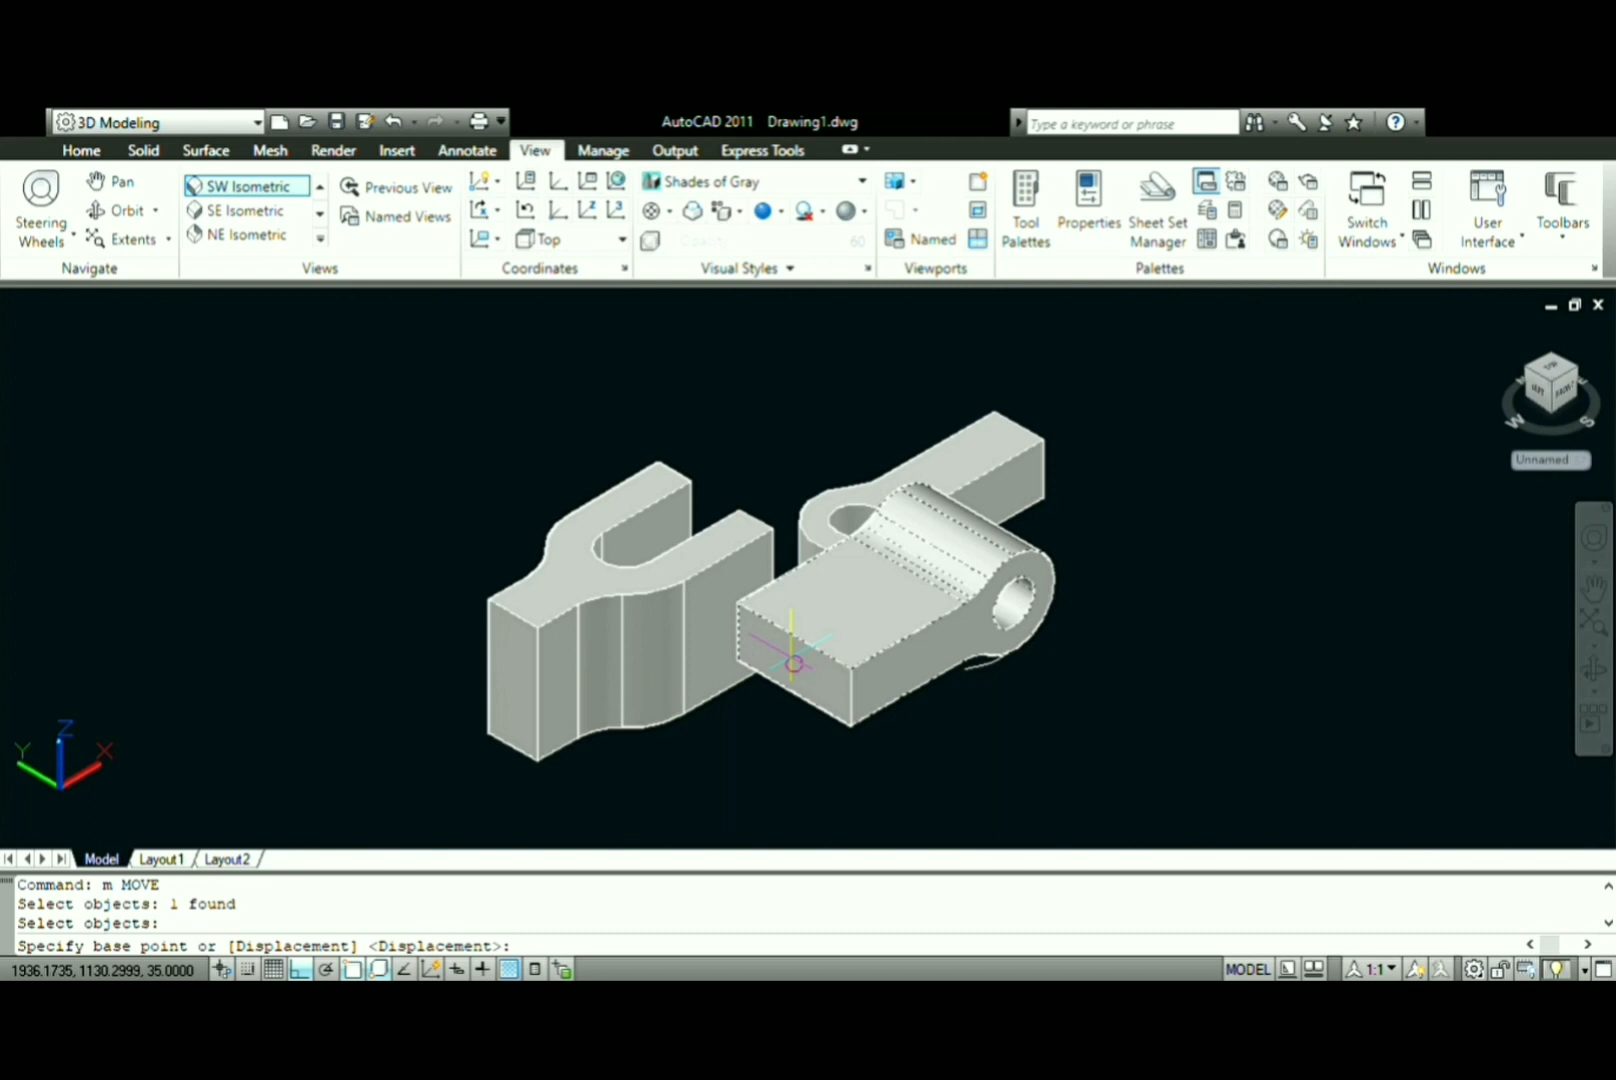 3D Modeling
AutoCAD 2011 Drawing1.dwg
Type a keyword or phrase
Home Solid Surface Mesh Render Insert Annotate View Manage Output Express Tools
Steering Wheels
Pan
Orbit
Extents
Navigate
SW Isometric
SE Isometric
NE Isometric
Views
Previous View
Named Views
Top
Coordinates
Shades of Gray
60
Visual Styles
Named
Viewports
Tool Palettes
Properties
Sheet Set Manager
Palettes
Switch Windows
User Interface
Toolbars
Windows
TOP
W
S
Unnamed
Z
Y
X
Model Layout1 Layout2
Command: m MOVE
Select objects: 1 found
Select objects:
Specify base point or [Displacement] <Displacement>:
1936.1735, 1130.2999, 35.0000
MODEL
1:1